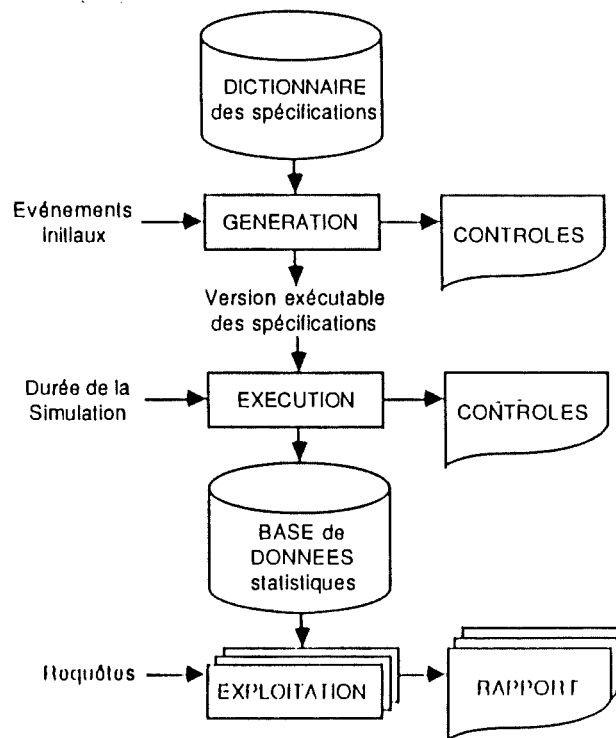 DICTIONNAIRE
des spécifications
Evénements
Initiaux
GENERATION
CONTROLES
Version exécutable
des spécifications
Durée de la
Simulation
EXECUTION
CONTROLES
BASE de
DONNEES
statistiques
Requêtes
EXPLOITATION
RAPPORT